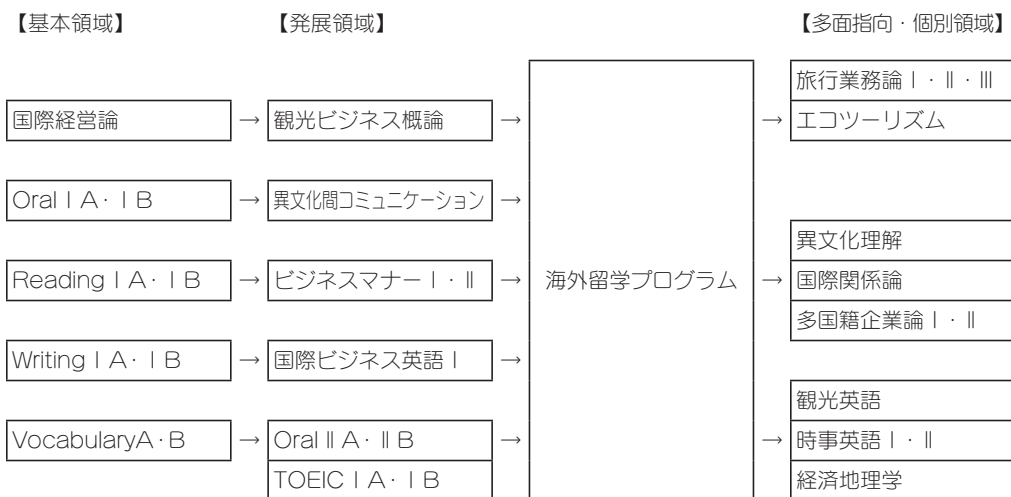 【基本領域】 【発展領域】 【多面指向・個別領域】
旅行業務論Ⅰ・Ⅱ・Ⅲ
国際経営論 → 観光ビジネス概論 → → エコツーリズム
OralⅠA・ⅠB → 異文化間コミュニケーション →
異文化理解
ReadingⅠA・ⅠB → ビジネスマナーⅠ・Ⅱ → 海外留学プログラム → 国際関係論
多国籍企業論Ⅰ・Ⅱ
WritingⅠA・ⅠB → 国際ビジネス英語Ⅰ →
観光英語
VocabularyA・B → OralⅡA・ⅡB → → 時事英語Ⅰ・Ⅱ
TOEICⅠA・ⅠB 経済地理学